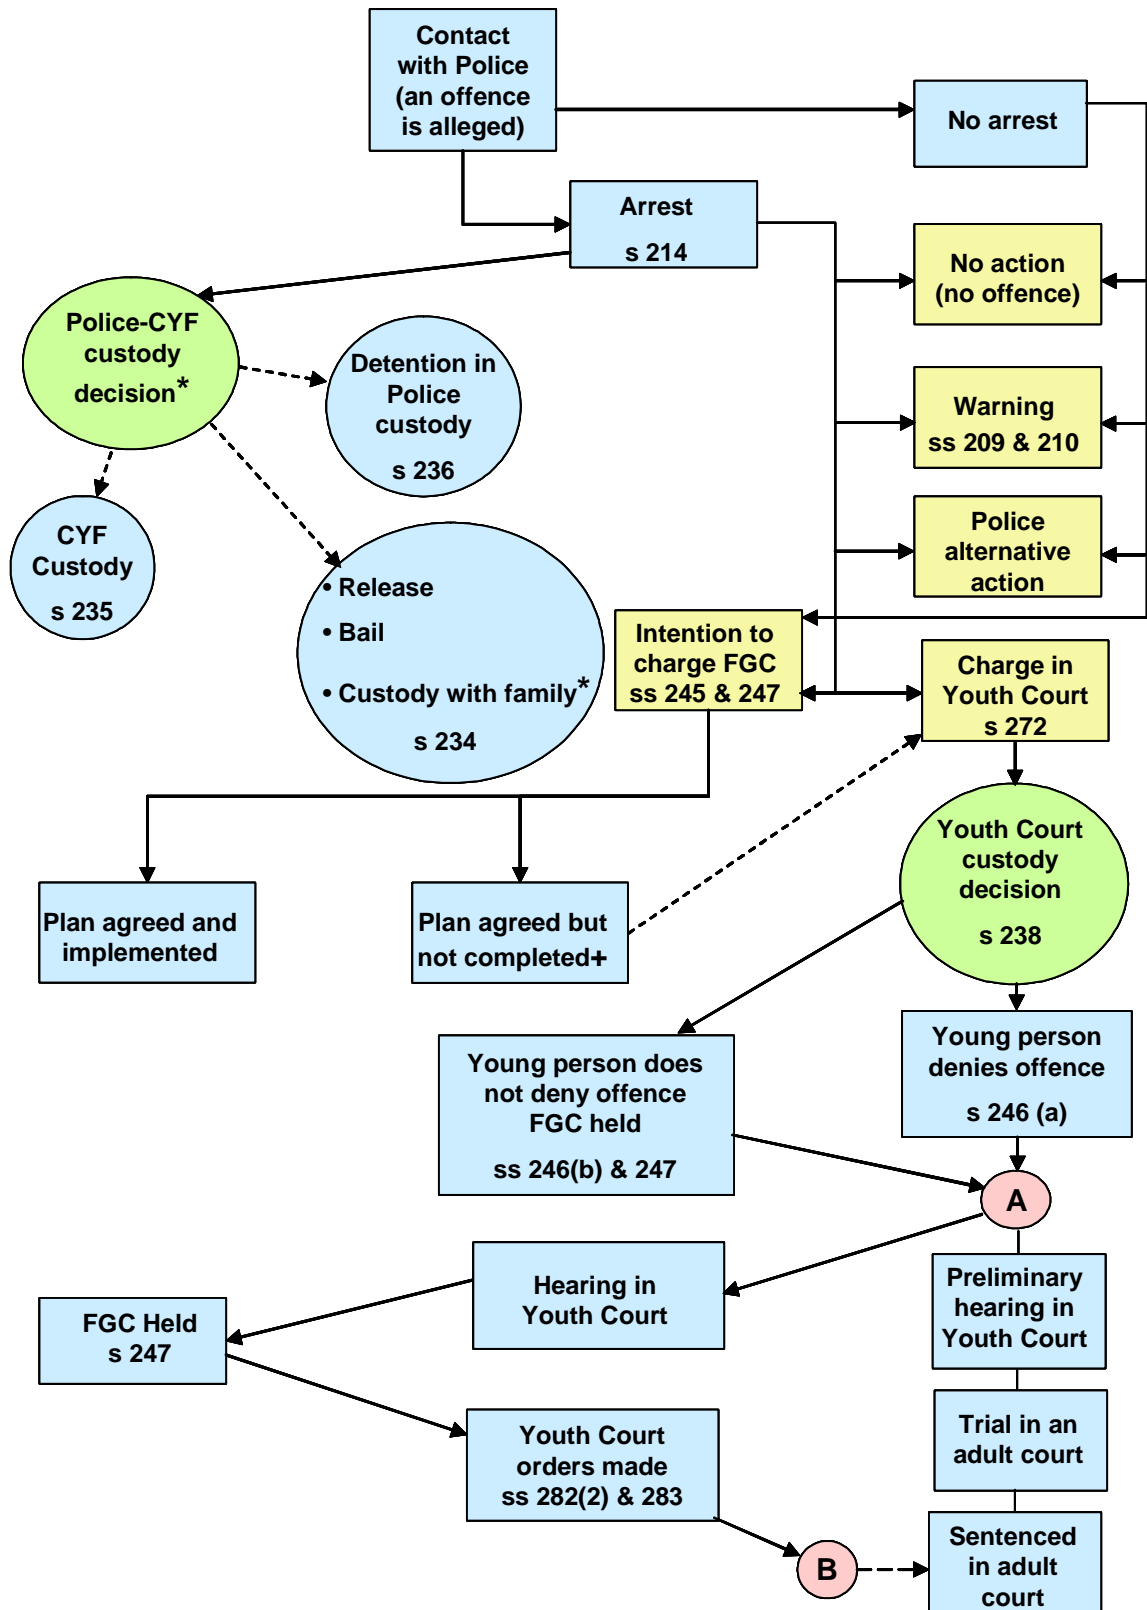 Contact
with Police
(an offence
is alleged)
No arrest
Arrest
s 214
No action
(no offence)
Police-CYF
custody
decision*
Detention in
Police
custody
s 236
Warning
ss 209 & 210
CYF
Custody
s 235
Police
alternative
action
• Release
• Bail
• Custody with family*
s 234
Intention to
charge FGC
ss 245 & 247
Charge in
Youth Court
s 272
Youth Court
custody
decision
s 238
Plan agreed and
implemented
Plan agreed but
not completed+
Young person does
not deny offence
FGC held
ss 246(b) & 247
Young person
denies offence
s 246 (a)
A
Hearing in
Youth Court
Preliminary
hearing in
Youth Court
FGC Held
s 247
Trial in an
adult court
Youth Court
orders made
ss 282(2) & 283
B
Sentenced
in adult
court